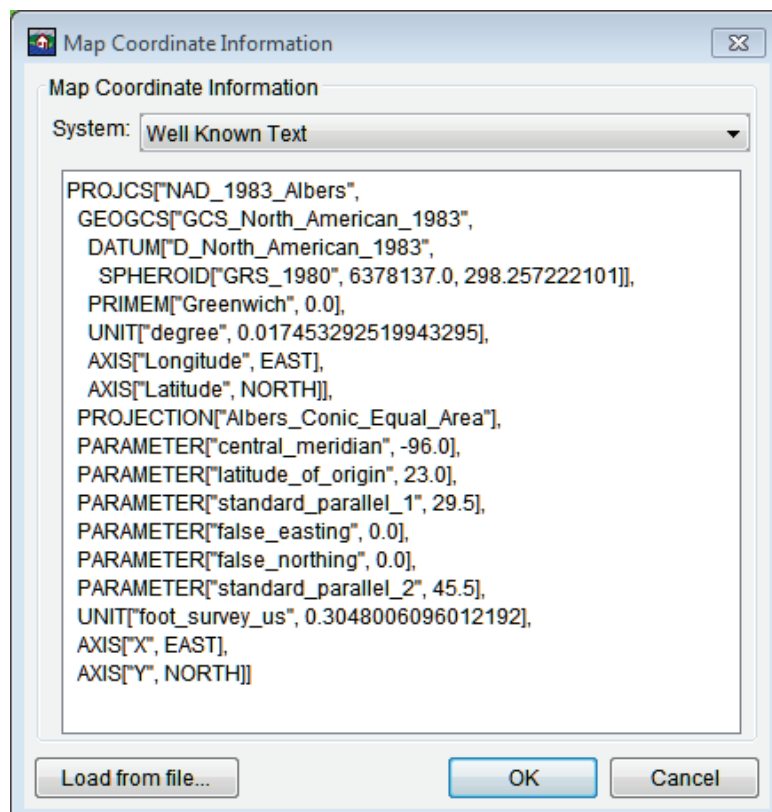 Map Coordinate Information
Map Coordinate Information
System: Well Known Text
PROJCS["NAD_1983_Albers",
GEOGCS["GCS_North_American_1983",
DATUM["D_North_American_1983",
SPHEROID["GRS_1980", 6378137.0, 298.257222101]],
PRIMEM["Greenwich", 0.0],
UNIT["degree", 0.017453292519943295],
AXIS["Longitude", EAST],
AXIS["Latitude", NORTH]],
PROJECTION["Albers_Conic_Equal_Area"],
PARAMETER["central_meridian", -96.0],
PARAMETER["latitude_of_origin", 23.0],
PARAMETER["standard_parallel_1", 29.5],
PARAMETER["false_easting", 0.0],
PARAMETER["false_northing", 0.0],
PARAMETER["standard_parallel_2", 45.5],
UNIT["foot_survey_us", 0.3048006096012192],
AXIS["X", EAST],
AXIS["Y", NORTH]]
Load from file... OK Cancel